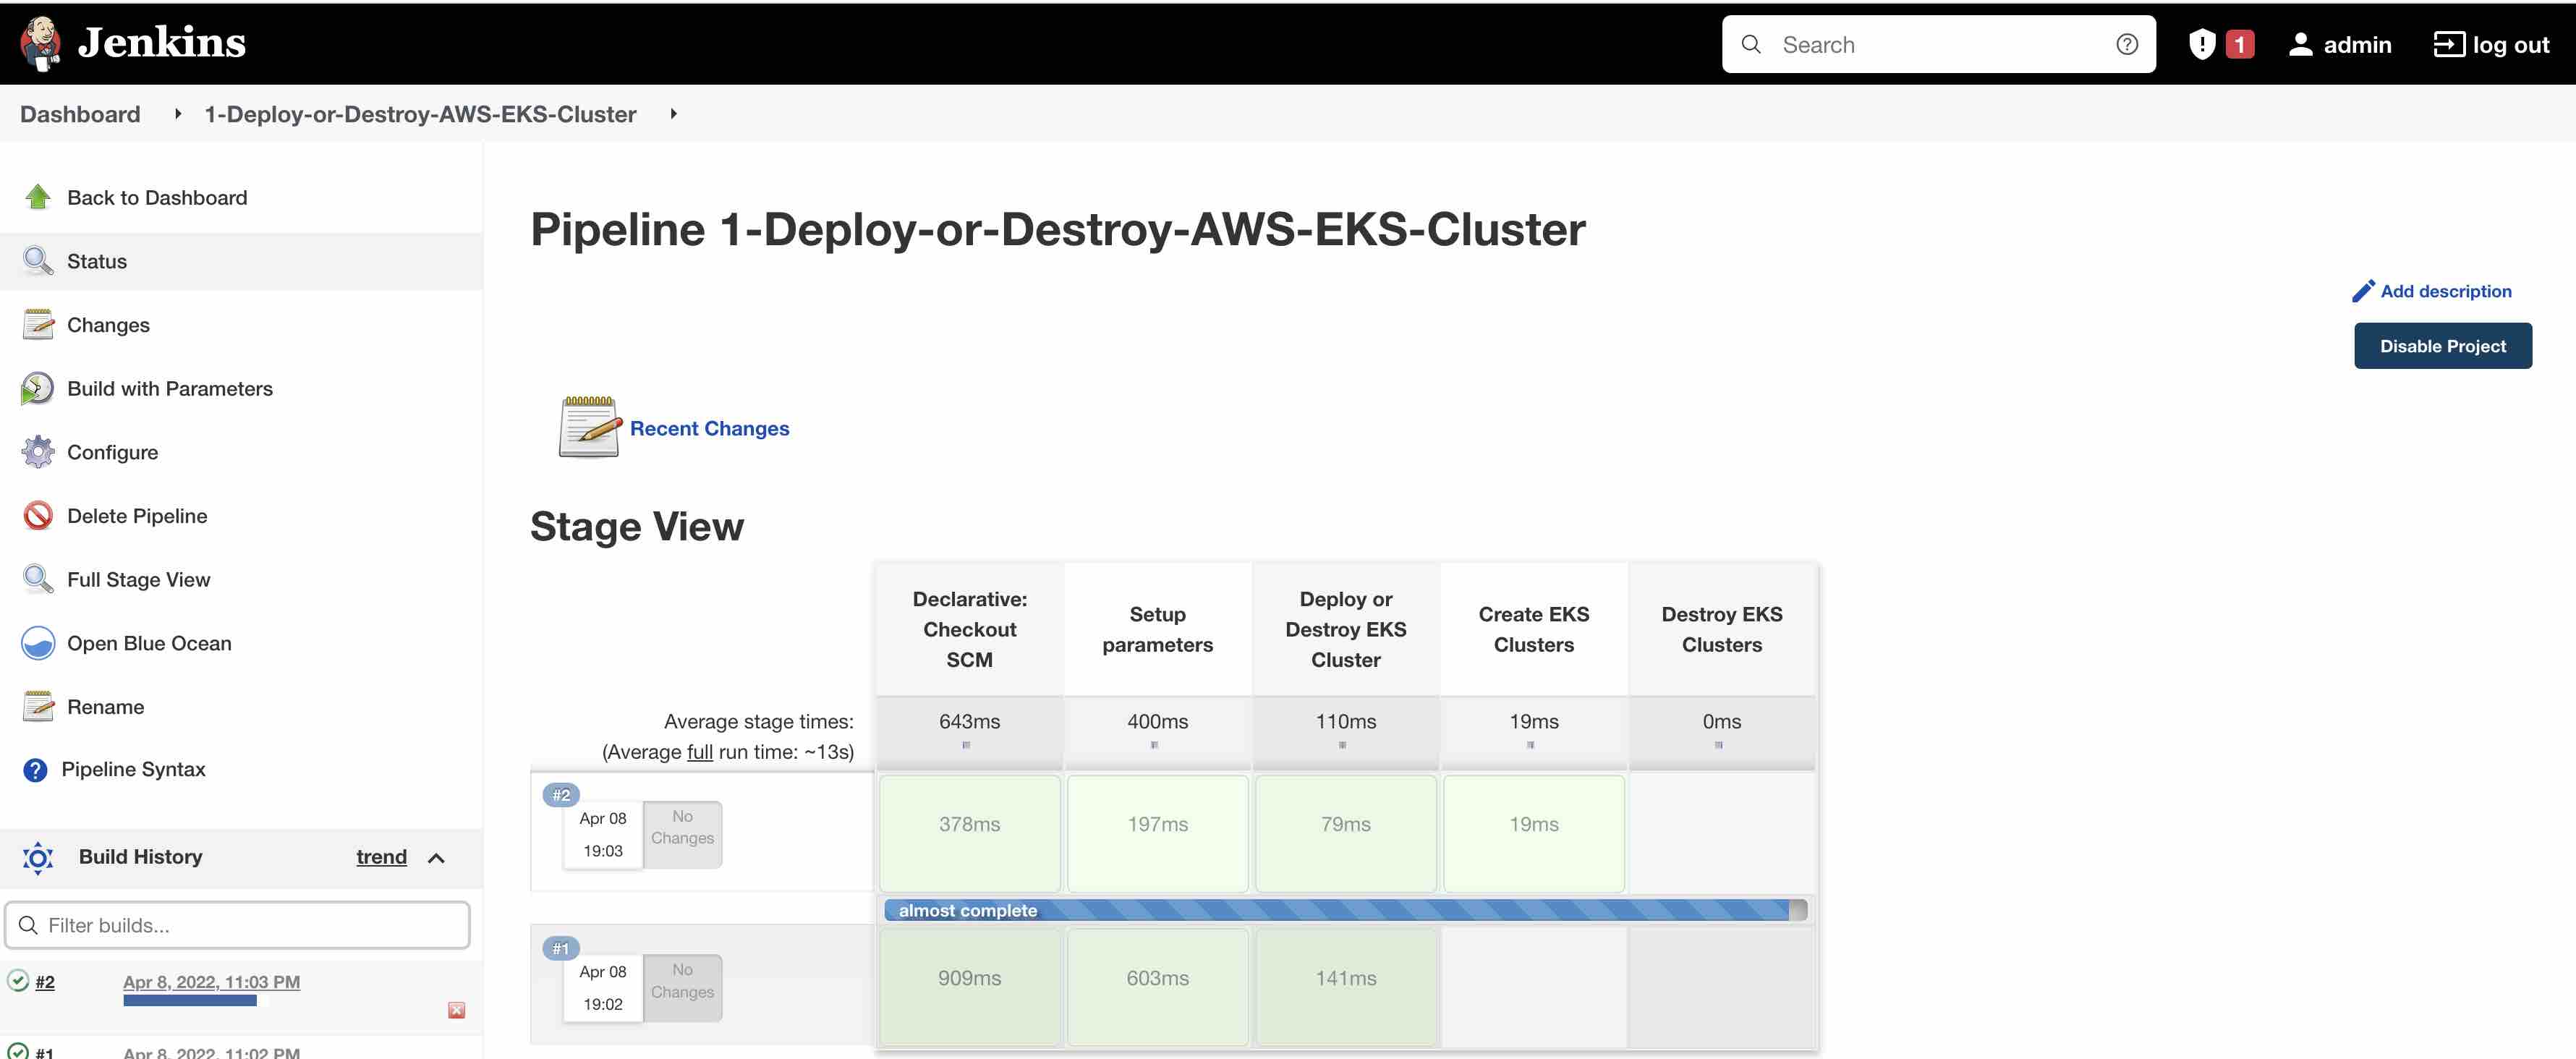 Jenkins
Search
1
admin
log out
Dashboard
1-Deploy-or-Destroy-AWS-EKS-Cluster
Back to Dashboard
Status
Changes
Build with Parameters
Configure
Delete Pipeline
Full Stage View
Open Blue Ocean
Rename
Pipeline Syntax
Build History
trend
Filter builds...
#2
Apr 8, 2022, 11:03 PM
#1
Apr 8, 2022, 11:02 PM
Pipeline 1-Deploy-or-Destroy-AWS-EKS-Cluster
Add description
Disable Project
Recent Changes
Stage View
Declarative:
Checkout
SCM
Setup
parameters
Deploy or
Destroy EKS
Cluster
Create EKS
Clusters
Destroy EKS
Clusters
Average stage times:
(Average full run time: ~13s)
643ms
400ms
110ms
19ms
0ms
#2
Apr 08
19:03
No
Changes
378ms
197ms
79ms
19ms
almost complete
#1
Apr 08
19:02
No
Changes
909ms
603ms
141ms